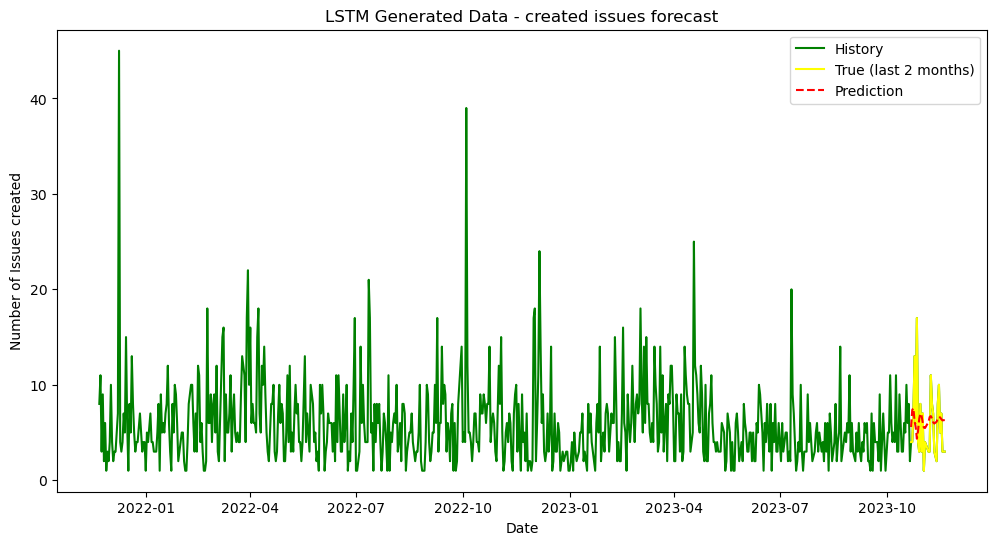 LSTM Generated Data - created issues forecast
History
True (last 2 months)
Prediction
Number of Issues created
40
30
20
10
0
2022-01
2022-04
2022-07
2022-10
2023-01
2023-04
2023-07
2023-10
Date